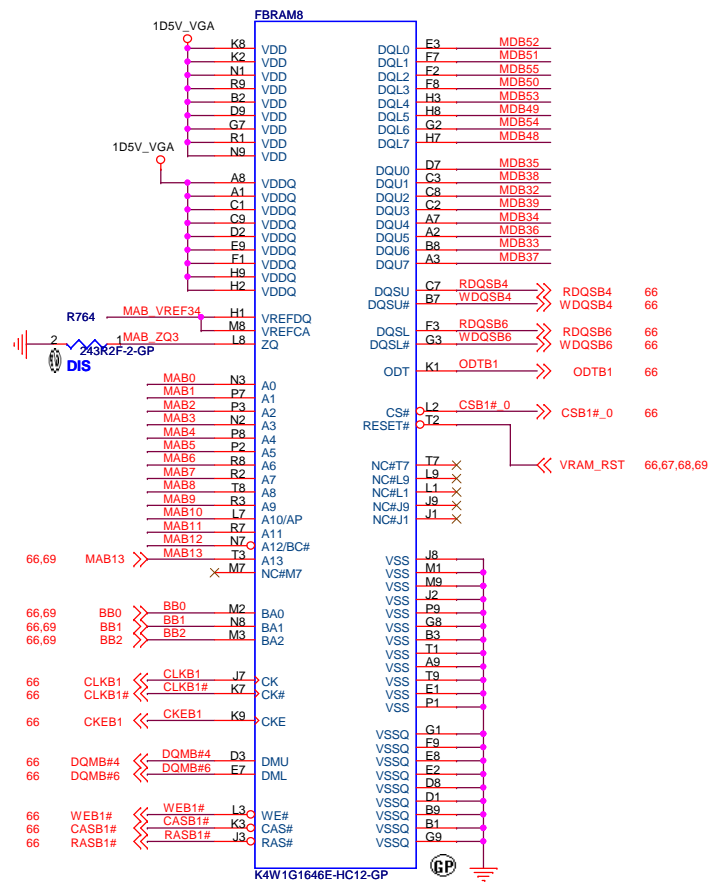 FBRAM8
1D5V_VGA
K8 VDD
K2 VDD
N1 VDD
R9 VDD
B2 VDD
D9 VDD
G7 VDD
R1 VDD
N9 VDD
1D5V_VGA
A8 VDDQ
A1 VDDQ
C1 VDDQ
C9 VDDQ
D2 VDDQ
E9 VDDQ
F1 VDDQ
H9 VDDQ
H2 VDDQ
MAB_VREF34 H1 VREFDQ
M8 VREFCA
R764
2 1 MAB_ZQ3 L8 ZQ
243R2F-2-GP
DIS
MAB0 N3 A0
MAB1 P7 A1
MAB2 P3 A2
MAB3 N2 A3
MAB4 P8 A4
MAB5 P2 A5
MAB6 R8 A6
MAB7 R2 A7
MAB8 T8 A8
MAB9 R3 A9
MAB10 L7 A10/AP
MAB11 R7 A11
MAB12 N7 A12/BC#
66,69 MAB13 MAB13 T3 A13
M7 NC#M7
66,69 BB0 BB0 M2 BA0
66,69 BB1 BB1 N8 BA1
66,69 BB2 BB2 M3 BA2
66 CLKB1 CLKB1 J7 CK
66 CLKB1# CLKB1# K7 CK#
66 CKEB1 CKEB1 K9 CKE
66 DQMB#4 DQMB#4 D3 DMU
66 DQMB#6 DQMB#6 E7 DML
66 WEB1# WEB1# L3 WE#
66 CASB1# CASB1# K3 CAS#
66 RASB1# RASB1# J3 RAS#
DQL0 E3 MDB52
DQL1 F7 MDB51
DQL2 F2 MDB55
DQL3 F8 MDB50
DQL4 H3 MDB53
DQL5 H8 MDB49
DQL6 G2 MDB54
DQL7 H7 MDB48
DQU0 D7 MDB35
DQU1 C3 MDB38
DQU2 C8 MDB32
DQU3 C2 MDB39
DQU4 A7 MDB34
DQU5 A2 MDB36
DQU6 B8 MDB33
DQU7 A3 MDB37
DQSU C7 RDQSB4 RDQSB4 66
DQSU# B7 WDQSB4 WDQSB4 66
DQSL F3 RDQSB6 RDQSB6 66
DQSL# G3 WDQSB6 WDQSB6 66
ODT K1 ODTB1 ODTB1 66
CS# L2 CSB1#_0 CSB1#_0 66
RESET# T2
VRAM_RST 66,67,68,69
NC#T7 T7
NC#L9 L9
NC#L1 L1
NC#J9 J9
NC#J1 J1
VSS J8
VSS M1
VSS M9
VSS J2
VSS P9
VSS G8
VSS B3
VSS T1
VSS A9
VSS T9
VSS E1
VSS P1
VSSQ G1
VSSQ F9
VSSQ E8
VSSQ E2
VSSQ D8
VSSQ D1
VSSQ B9
VSSQ B1
VSSQ G9
GP
K4W1G1646E-HC12-GP